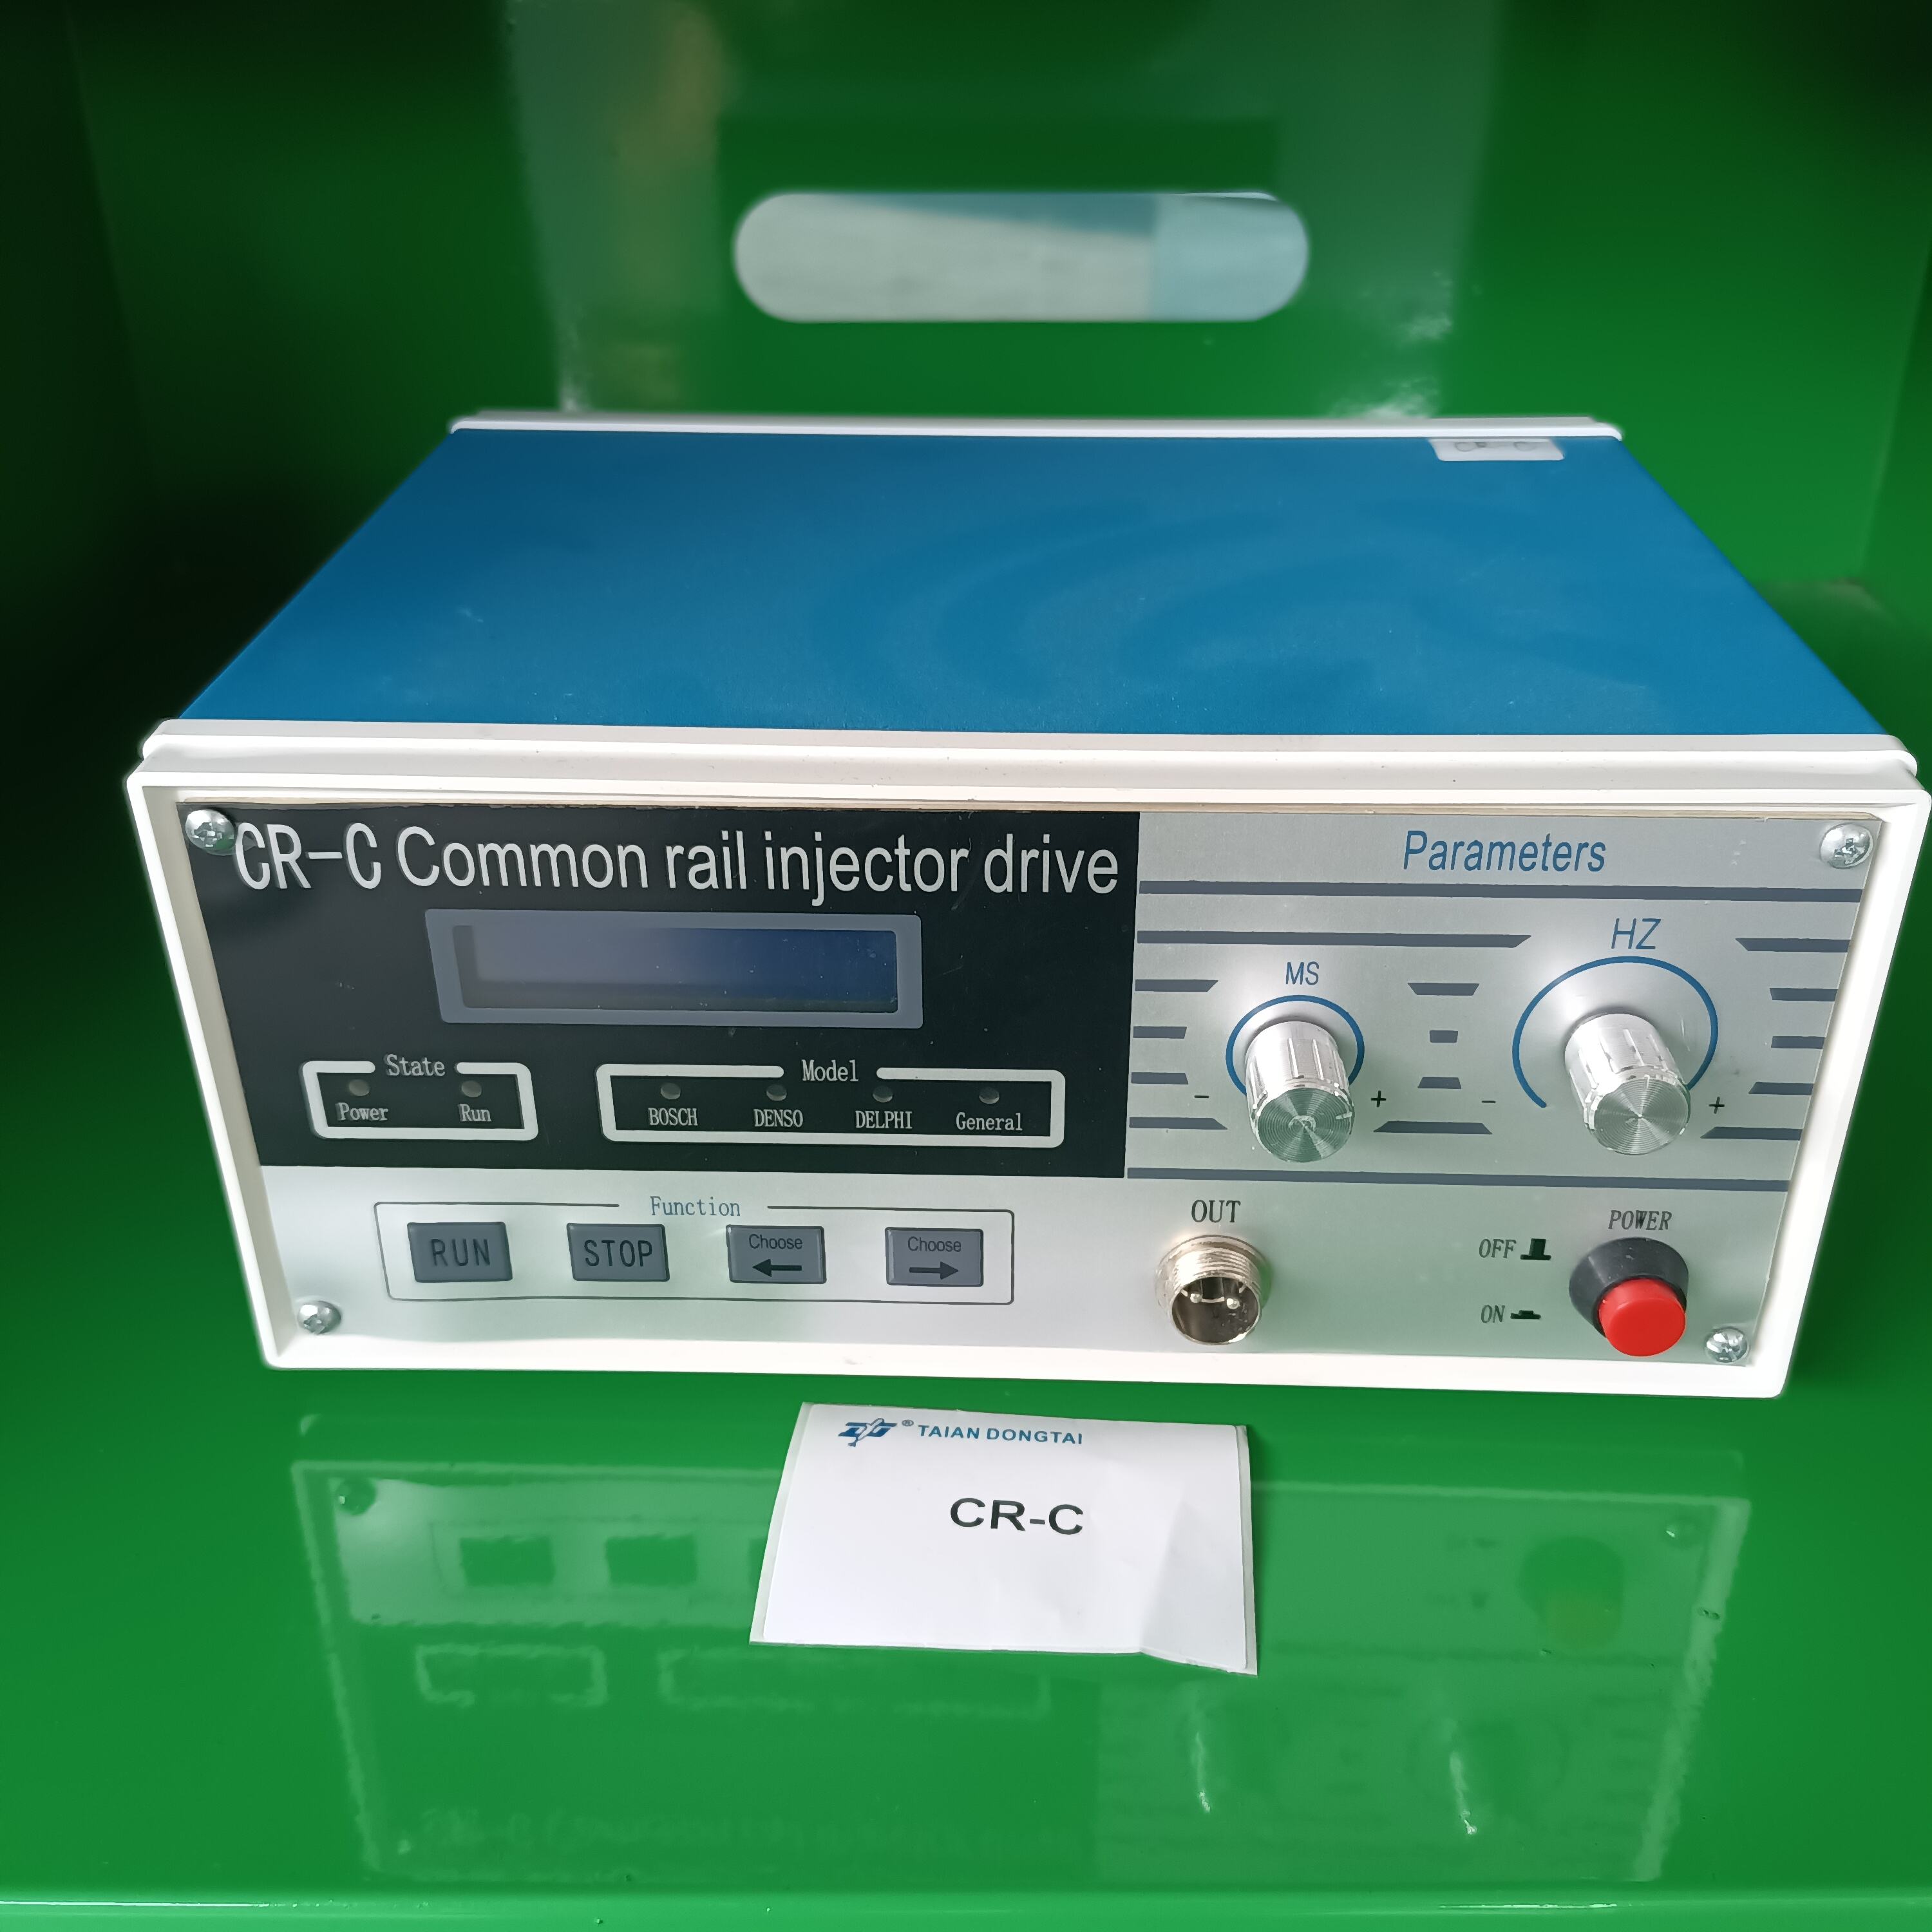 CR-C Common rail injector drive
Parameters
MS
HZ
- +
- +
State
Power Run
Model
BOSCH DENSO DELPHI General
Function
RUN STOP Choose Choose
OUT
POWER
OFF
ON
® TAIAN DONGTAI
CR-C